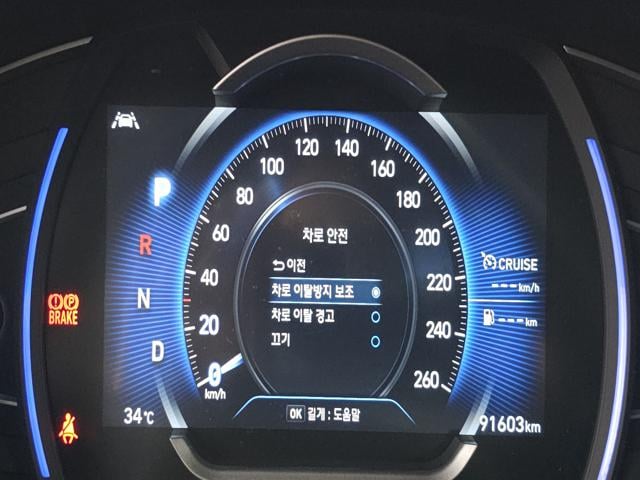 100 120 140 160
80 180
60 200
40 220
20 240
0 260
km/h
P
R
N
D
차로 안전
이전
차로 이탈방지 보조
차로 이탈 경고
끄기
CRUISE
---km/h
---km
(!) (P)
BRAKE
34℃
OK 길게 : 도움말
91603km